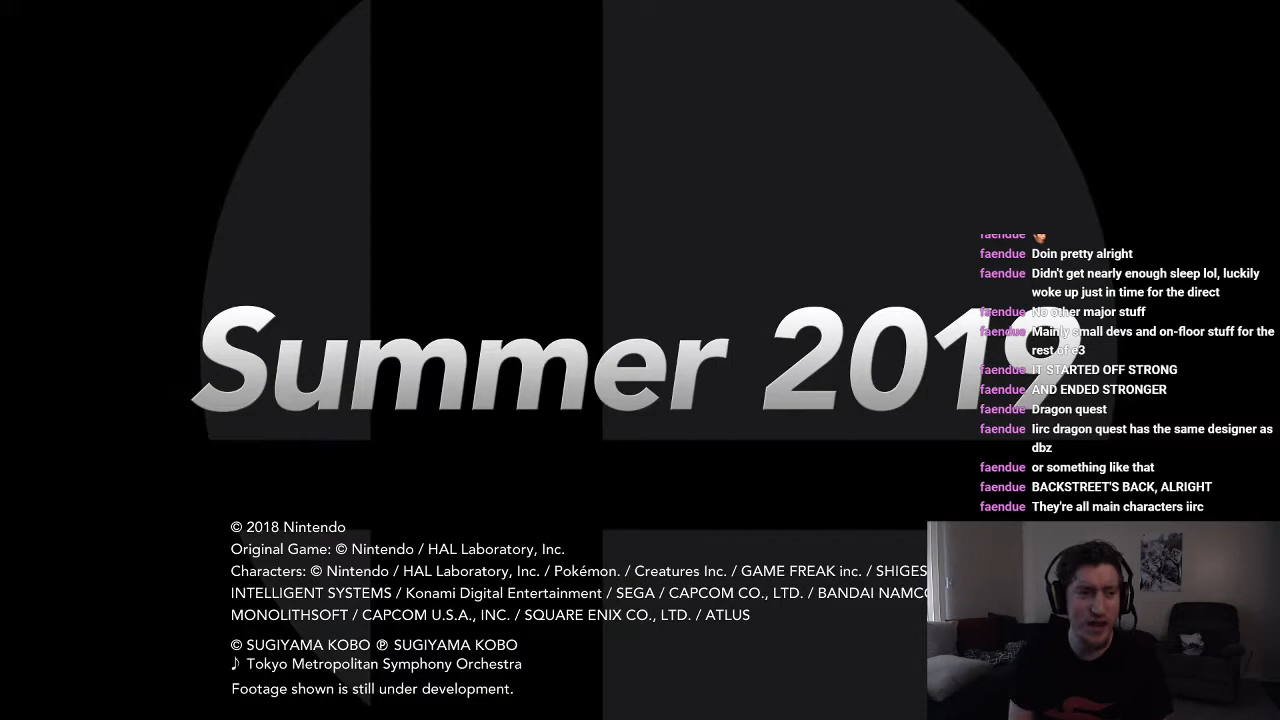 Summer 2019
© 2018 Nintendo
Original Game: © Nintendo / HAL Laboratory, Inc.
Characters: © Nintendo / HAL Laboratory, Inc. / Pokémon. / Creatures Inc. / GAME FREAK inc. / SHIGES
INTELLIGENT SYSTEMS / Konami Digital Entertainment / SEGA / CAPCOM CO., LTD. / BANDAI NAMCO
MONOLITHSOFT / CAPCOM U.S.A., INC. / SQUARE ENIX CO., LTD. / ATLUS
© SUGIYAMA KOBO ℗ SUGIYAMA KOBO
♪ Tokyo Metropolitan Symphony Orchestra
Footage shown is still under development.
faendue
faendue Doin pretty alright
faendue Didn't get nearly enough sleep lol, luckily
woke up just in time for the direct
faendue No other major stuff
faendue Mainly small devs and on-floor stuff for the
rest of e3
faendue IT STARTED OFF STRONG
faendue AND ENDED STRONGER
faendue Dragon quest
faendue Iirc dragon quest has the same designer as
dbz
faendue or something like that
faendue BACKSTREET'S BACK, ALRIGHT
faendue They're all main characters iirc